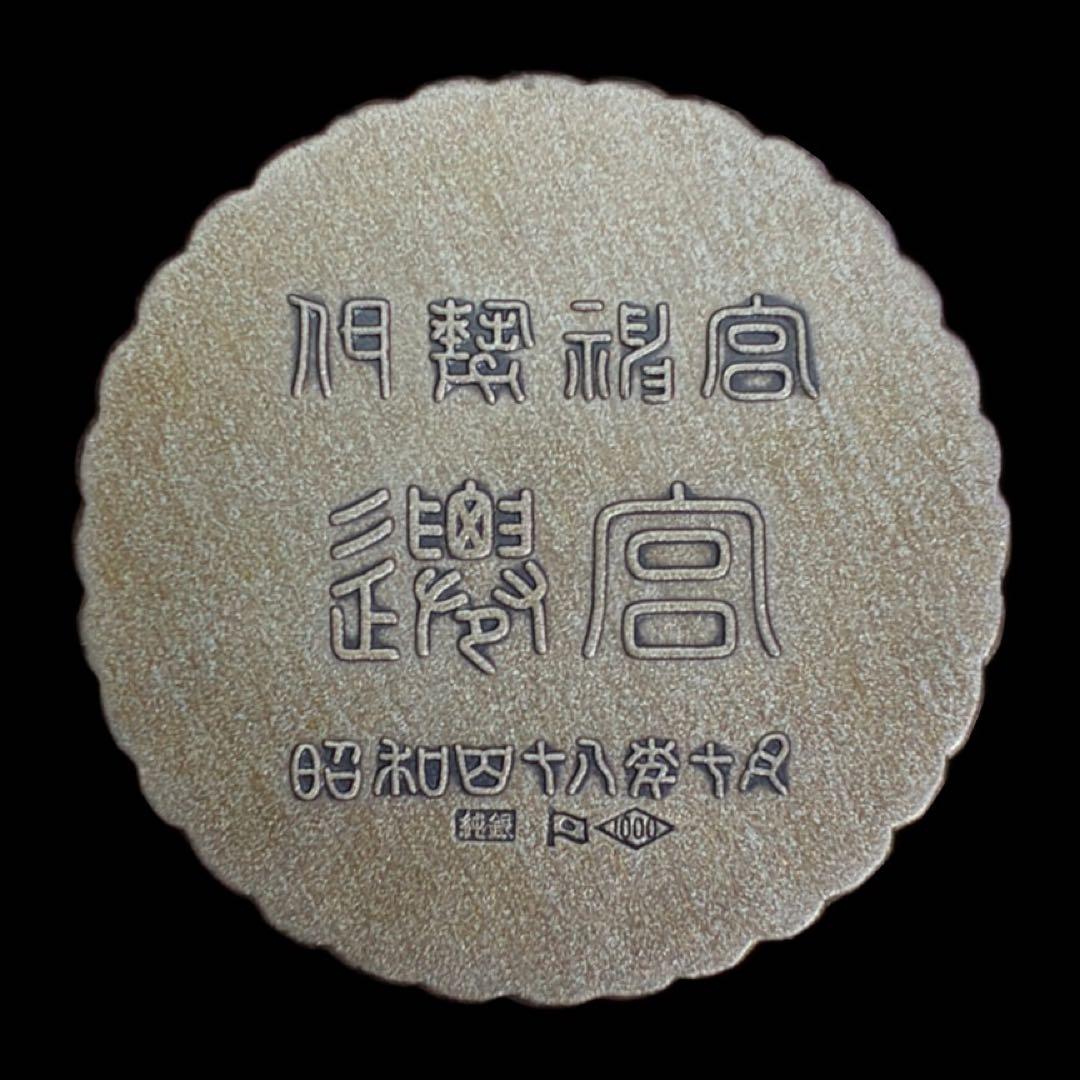 伊勢神宮
遷宮
昭和四十八年十月
純銀 1000